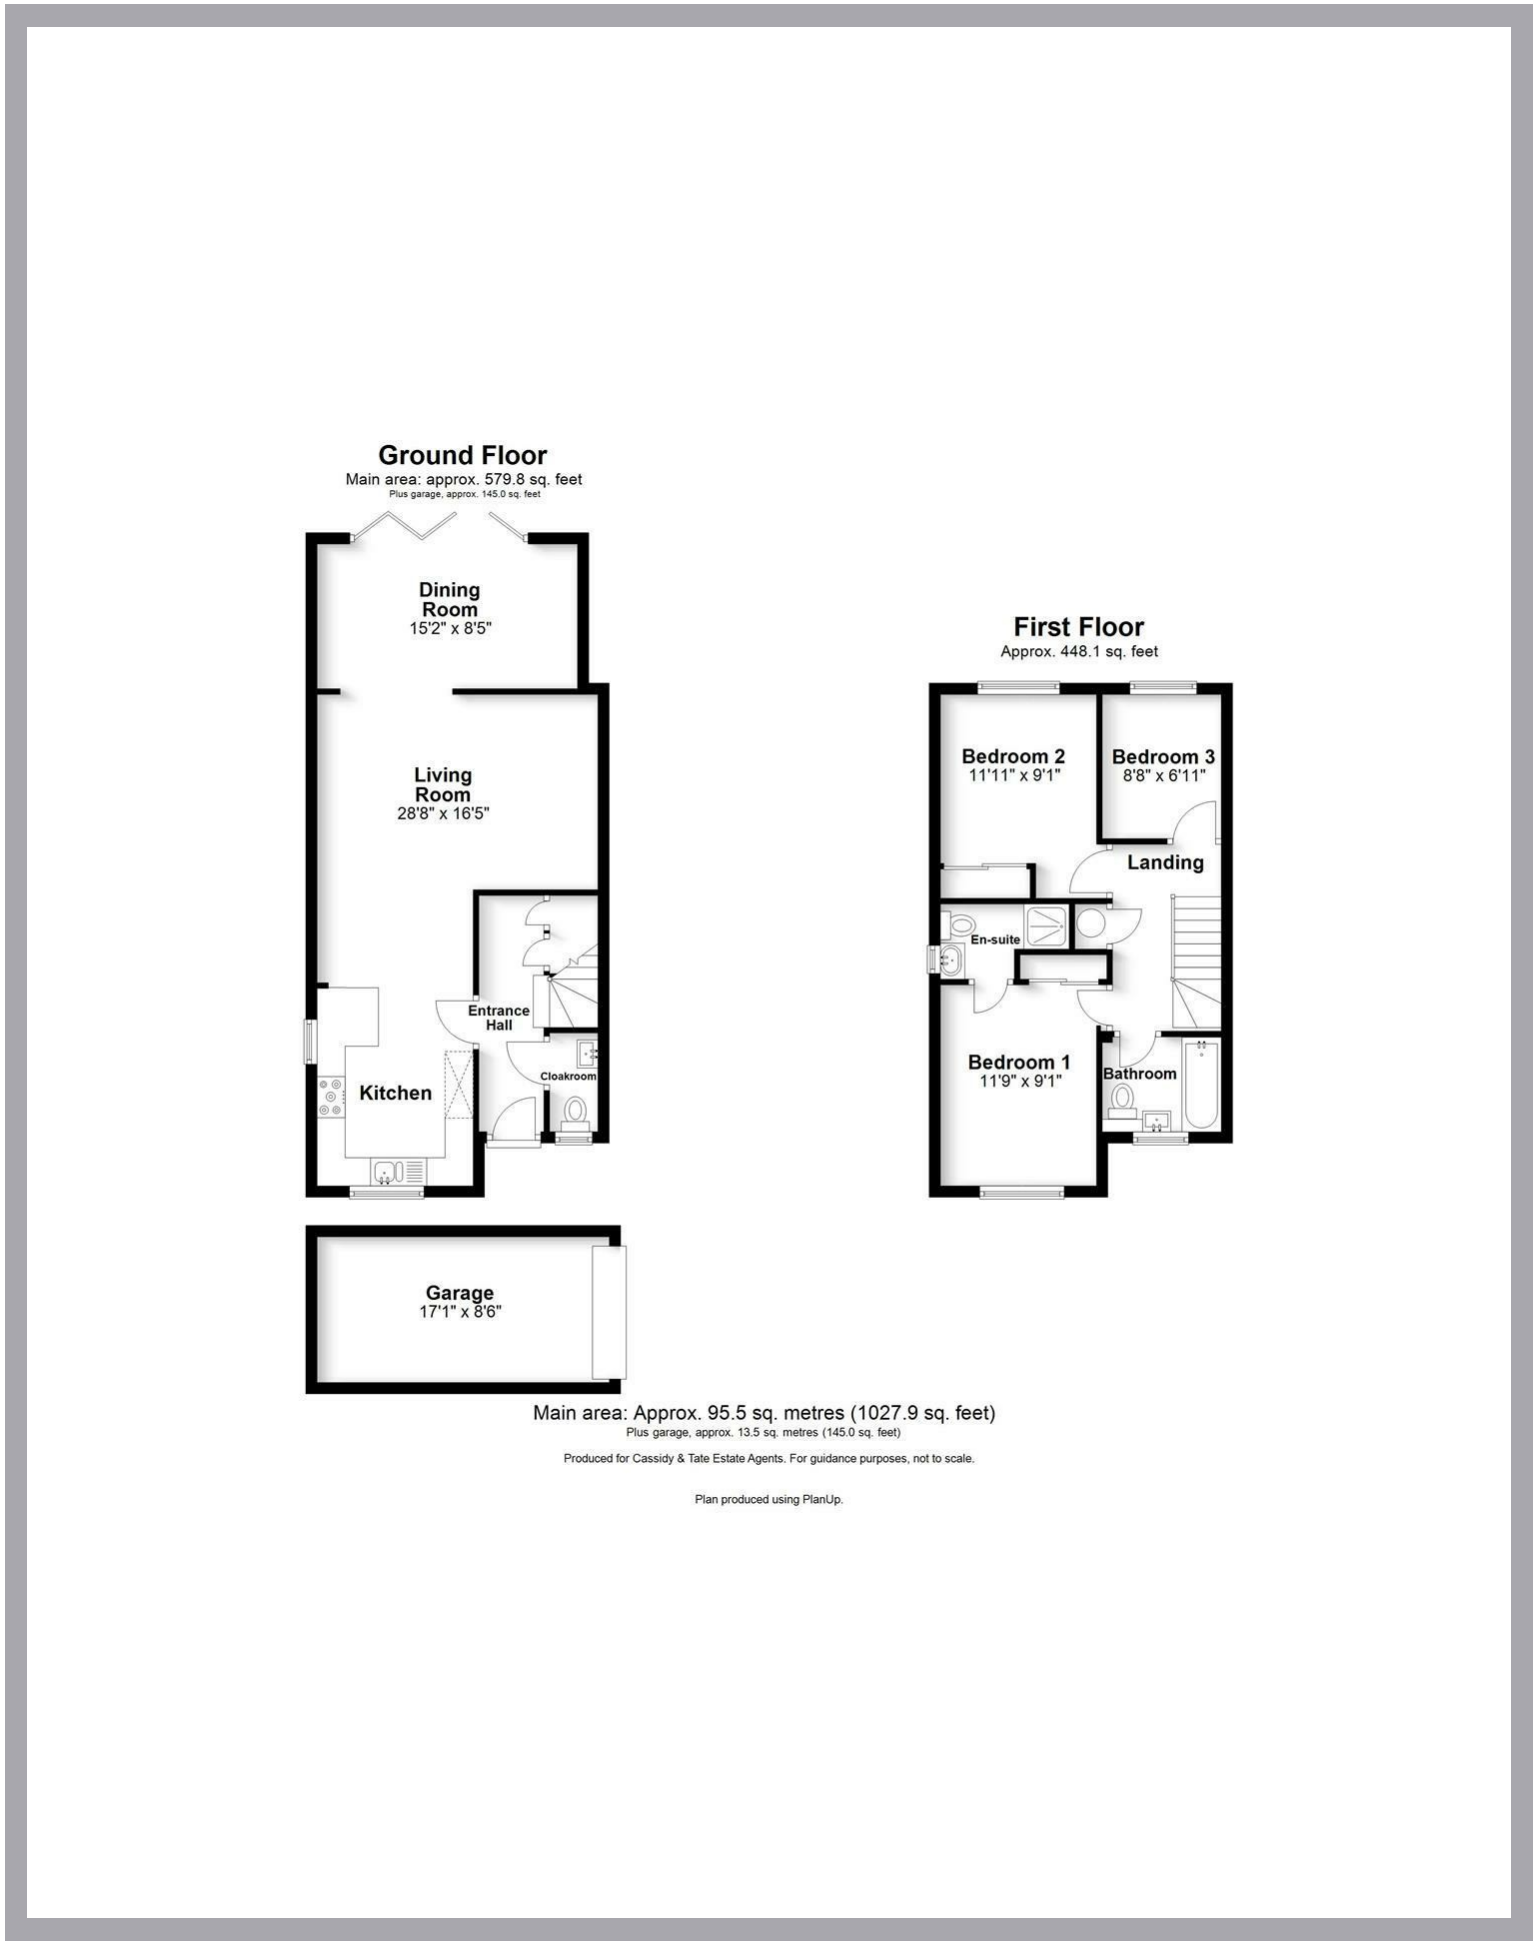 Ground Floor
Main area: approx. 579.8 sq. feet
Plus garage, approx. 145.0 sq. feet
Dining
Room
15'2" x 8'5"
Living
Room
28'8" x 16'5"
Entrance
Hall
Cloakroom
Kitchen
Garage
17'1" x 8'6"
First Floor
Approx. 448.1 sq. feet
Bedroom 2
11'11" x 9'1"
Bedroom 3
8'8" x 6'11"
Landing
En-suite
Bedroom 1
11'9" x 9'1"
Bathroom
Main area: Approx. 95.5 sq. metres (1027.9 sq. feet)
Plus garage, approx. 13.5 sq. metres (145.0 sq. feet)
Produced for Cassidy & Tate Estate Agents. For guidance purposes, not to scale.
Plan produced using PlanUp.